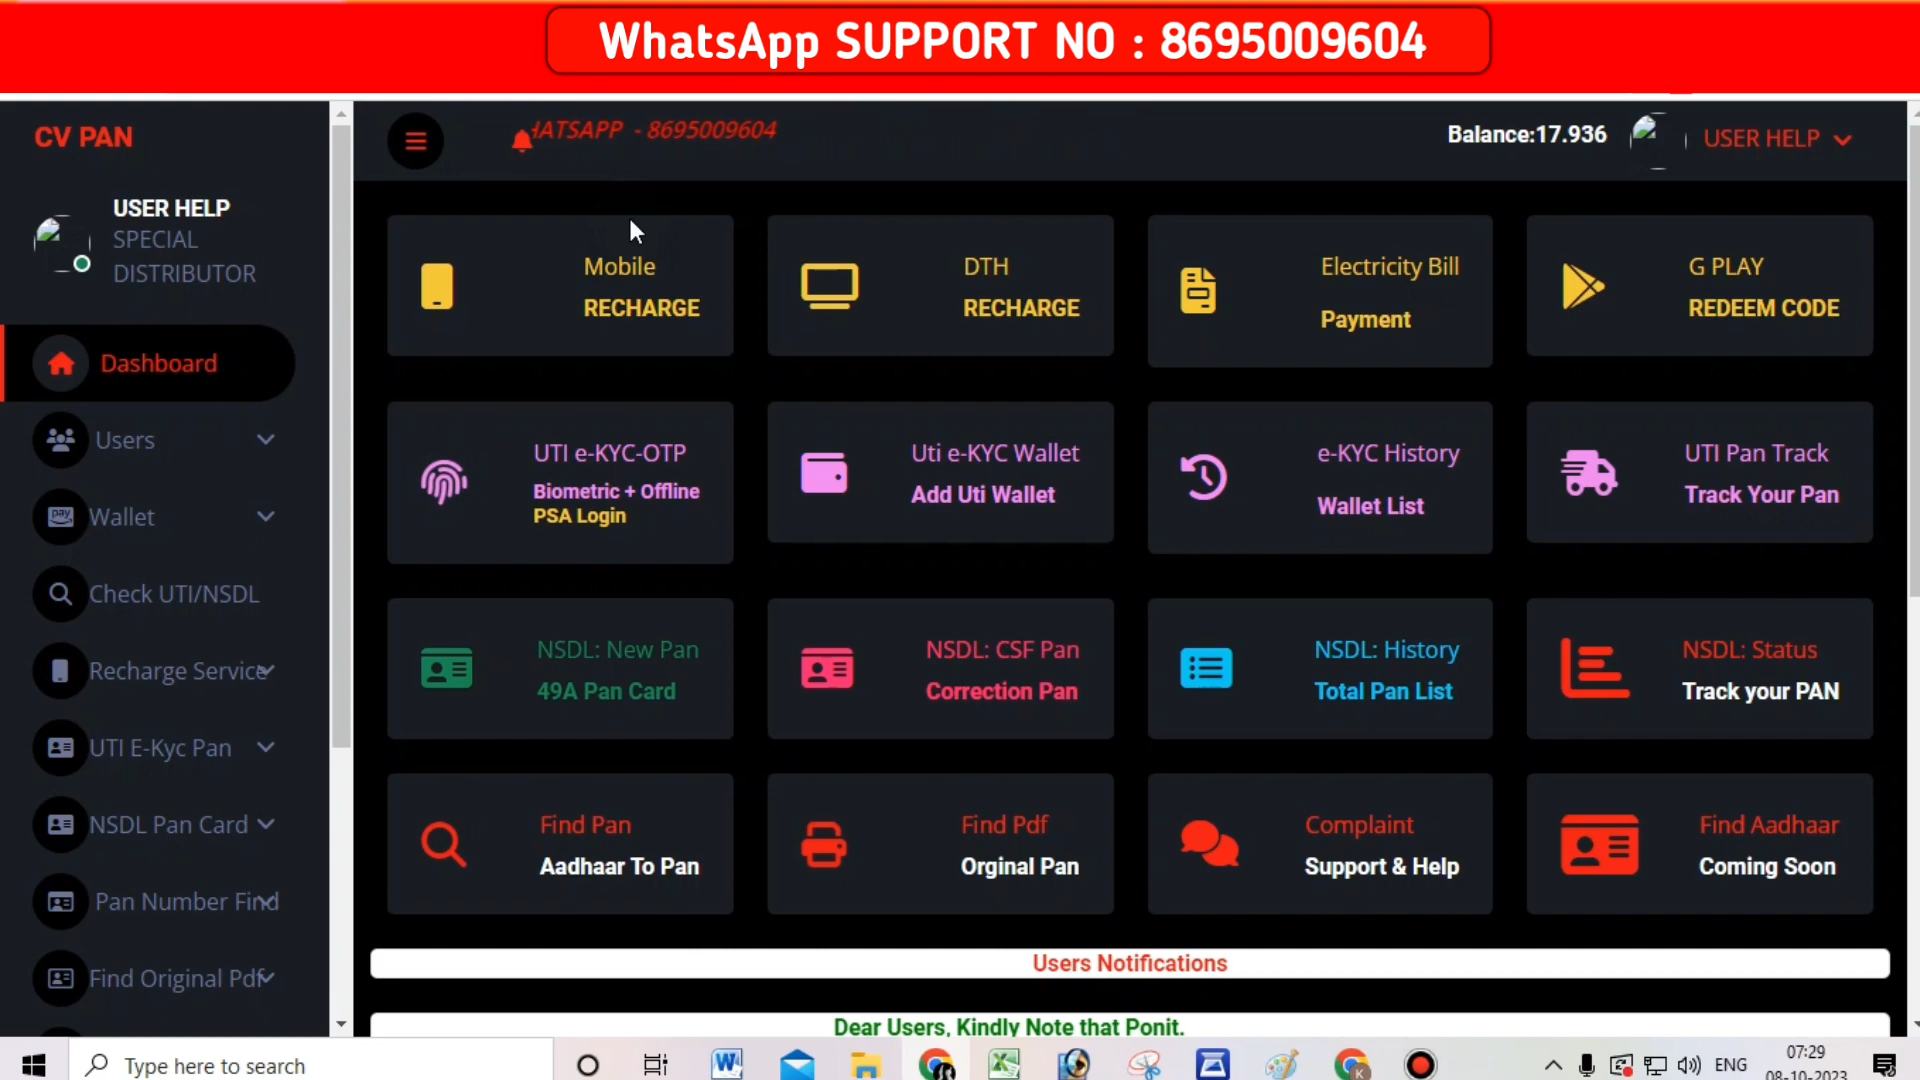 WhatsApp SUPPORT NO : 8695009604
CV PAN
HATSAPP - 8695009604
Balance:17.936
USER HELP
USER HELP
SPECIAL
DISTRIBUTOR
Dashboard
Users
Wallet
Check UTI/NSDL
Recharge Service
UTI E-Kyc Pan
NSDL Pan Card
Pan Number Find
Find Original Pdf
Mobile
RECHARGE
DTH
RECHARGE
Electricity Bill
Payment
G PLAY
REDEEM CODE
UTI e-KYC-OTP
Biometric + Offline
PSA Login
Uti e-KYC Wallet
Add Uti Wallet
e-KYC History
Wallet List
UTI Pan Track
Track Your Pan
NSDL: New Pan
49A Pan Card
NSDL: CSF Pan
Correction Pan
NSDL: History
Total Pan List
NSDL: Status
Track your PAN
Find Pan
Aadhaar To Pan
Find Pdf
Orginal Pan
Complaint
Support & Help
Find Aadhaar
Coming Soon
Users Notifications
Dear Users, Kindly Note that Ponit.
Type here to search
ENG
07:29
08-10-2023